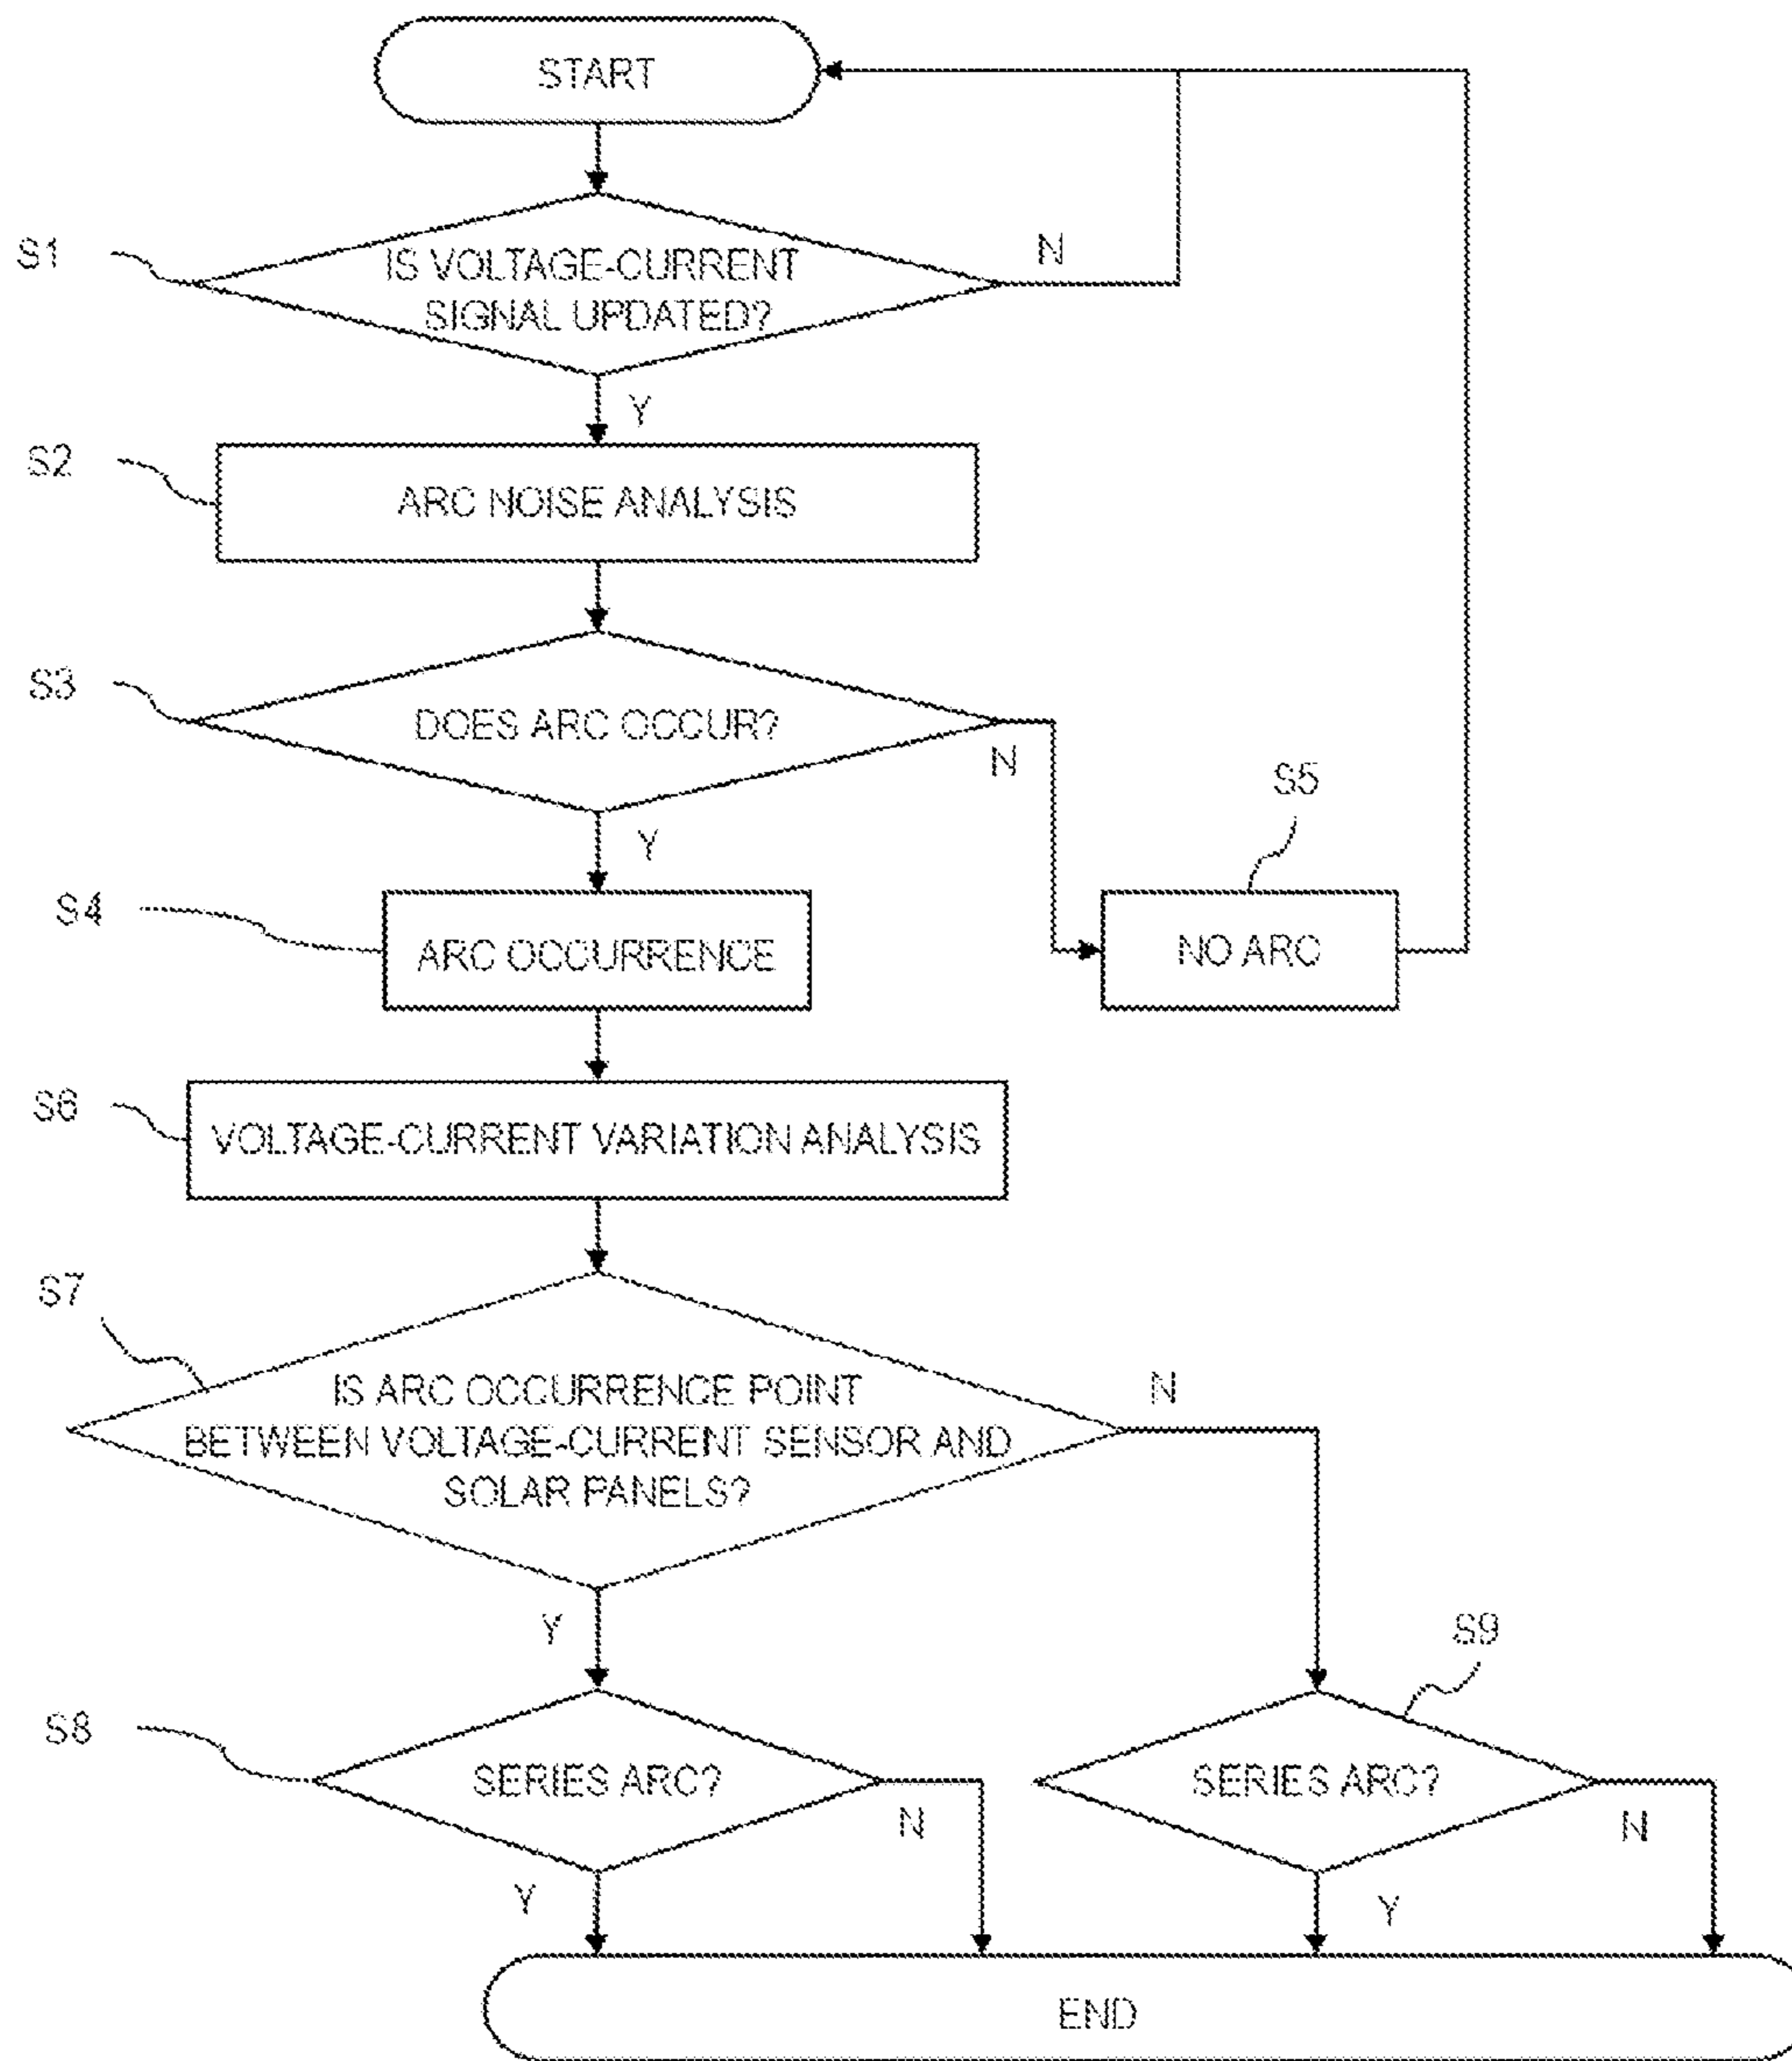 START
S1
IS VOLTAGE-CURRENT
SIGNAL UPDATED?
N
Y
S2
ARC NOISE ANALYSIS
S3
DOES ARC OCCUR?
N
Y
S5
S4
ARC OCCURRENCE
NO ARC
S6
VOLTAGE-CURRENT VARIATION ANALYSIS
S7
IS ARC OCCURRENCE POINT
BETWEEN VOLTAGE-CURRENT SENSOR AND
SOLAR PANELS?
N
Y
S9
S8
SERIES ARC?
N
Y
SERIES ARC?
N
Y
END